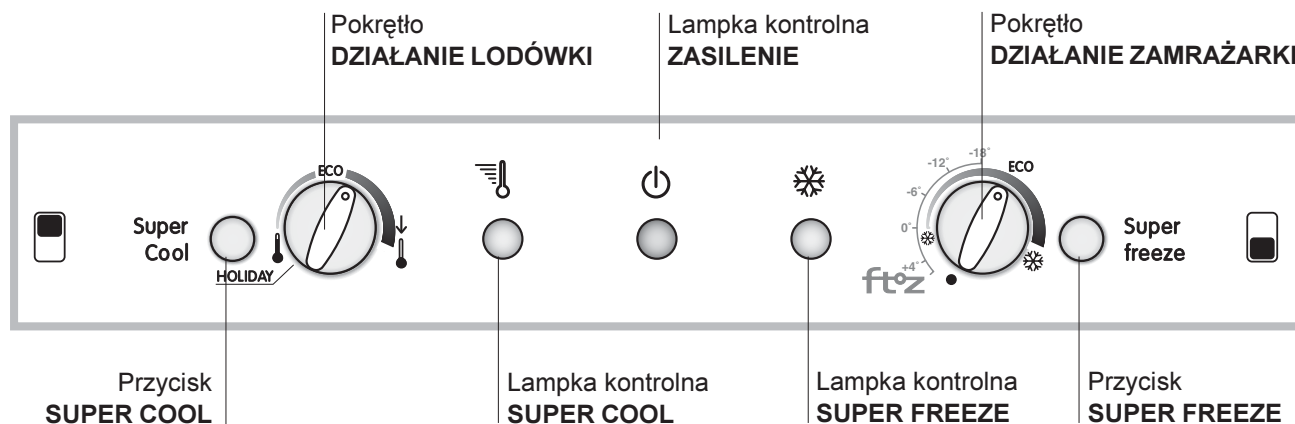 Pokrętło
DZIAŁANIE LODÓWKI
Lampka kontrolna
ZASILENIE
Pokrętło
DZIAŁANIE ZAMRAŻARKI
Super
Cool
ECO
HOLIDAY
-18°
-12°
-6°
0°
+4°
ECO
ftz
Super
freeze
Przycisk
SUPER COOL
Lampka kontrolna
SUPER COOL
Lampka kontrolna
SUPER FREEZE
Przycisk
SUPER FREEZE